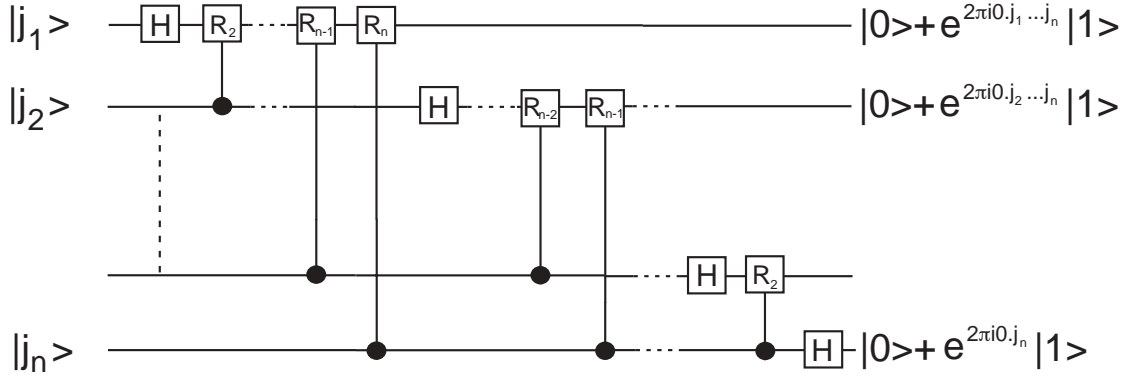 |j₁> H R₂ Rₙ₋₁ Rₙ |0>+ e^{2πi0.j₁...jₙ} |1>
|j₂> H Rₙ₋₂ Rₙ₋₁ |0>+ e^{2πi0.j₂...jₙ} |1>
H R₂
|jₙ> H |0>+ e^{2πi0.jₙ} |1>